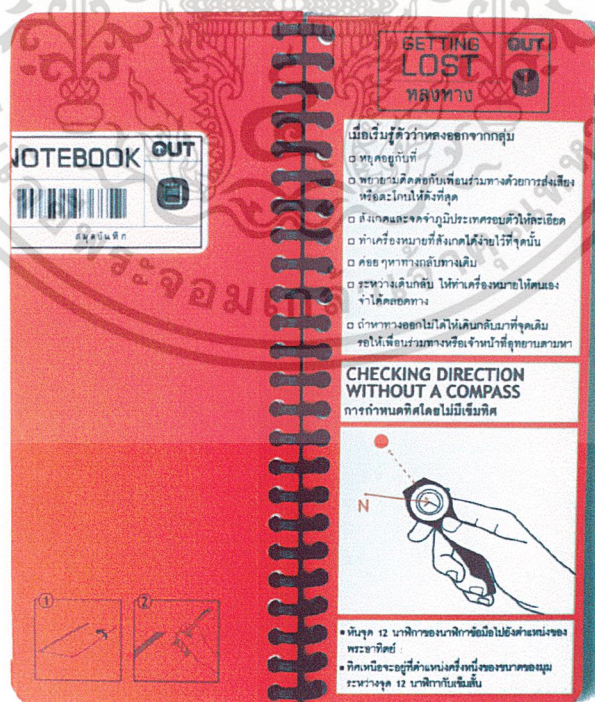 NOTEBOOK OUT
สมุดบันทึก
1
2
GETTING OUT
LOST
หลงทาง
เมื่อเริ่มรู้ตัวว่าหลงออกจากกลุ่ม
หยุดอยู่กับที่
พยายามติดต่อกับเพื่อนร่วมทางด้วยการส่งเสียง
หรือตะโกนให้ดังที่สุด
สังเกตและจดจำภูมิประเทศรอบตัวให้ละเอียด
ทำเครื่องหมายที่สังเกตได้ง่ายไว้ที่จุดนั้น
ค่อยๆหาทางกลับทางเดิม
ระหว่างเดินกลับ ให้ทำเครื่องหมายให้ตนเอง
จำได้ตลอดทาง
ถ้าหาทางออกไม่ได้ให้เดินกลับมาที่จุดเดิม
รอให้เพื่อนร่วมทางหรือเจ้าหน้าที่อุทยานตามหา
CHECKING DIRECTION
WITHOUT A COMPASS
การกำหนดทิศโดยไม่มีเข็มทิศ
N
หันจุด 12 นาฬิกาของนาฬิกาข้อมือไปยังตำแหน่งของ
พระอาทิตย์
ทิศเหนือจะอยู่ที่ตำแหน่งครึ่งหนึ่งของขนาดของมุม
ระหว่างจุด 12 นาฬิกากับเข็มสั้น